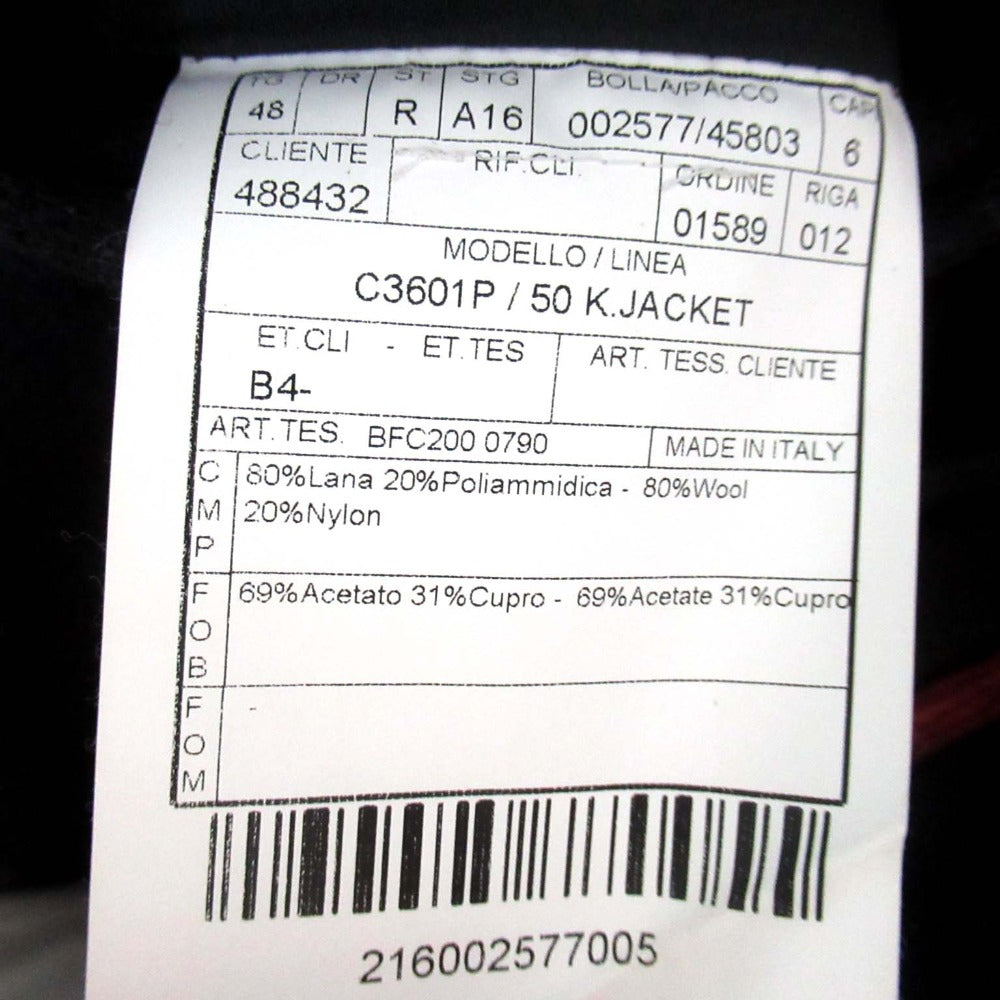 TG DR ST STG BOLLA/PACCO CAP
48 R A16 002577/45803 6
CLIENTE RIF.CLI. ORDINE RIGA
488432 01589 012
MODELLO / LINEA
C3601P / 50 K.JACKET
ET.CLI - ET.TES ART. TESS. CLIENTE
B4-
ART.TES. BFC200 0790 MADE IN ITALY
CMP 80%Lana 20%Poliammidica - 80%Wool
20%Nylon
FOB 69%Acetato 31%Cupro - 69%Acetate 31%Cupro
FOM -
216002577005